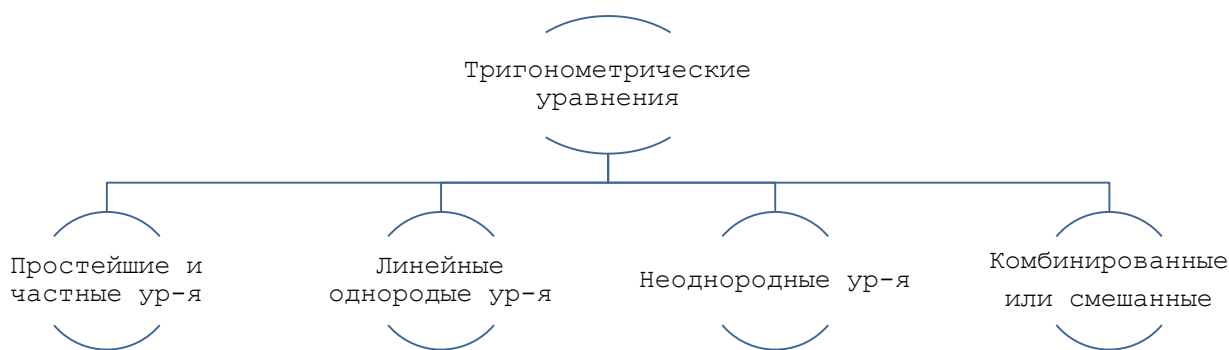 Тригонометрические
уравнения
Простейшие и
частные ур-я
Линейные
однородые ур-я
Неоднородные ур-я
Комбинированные
или смешанные